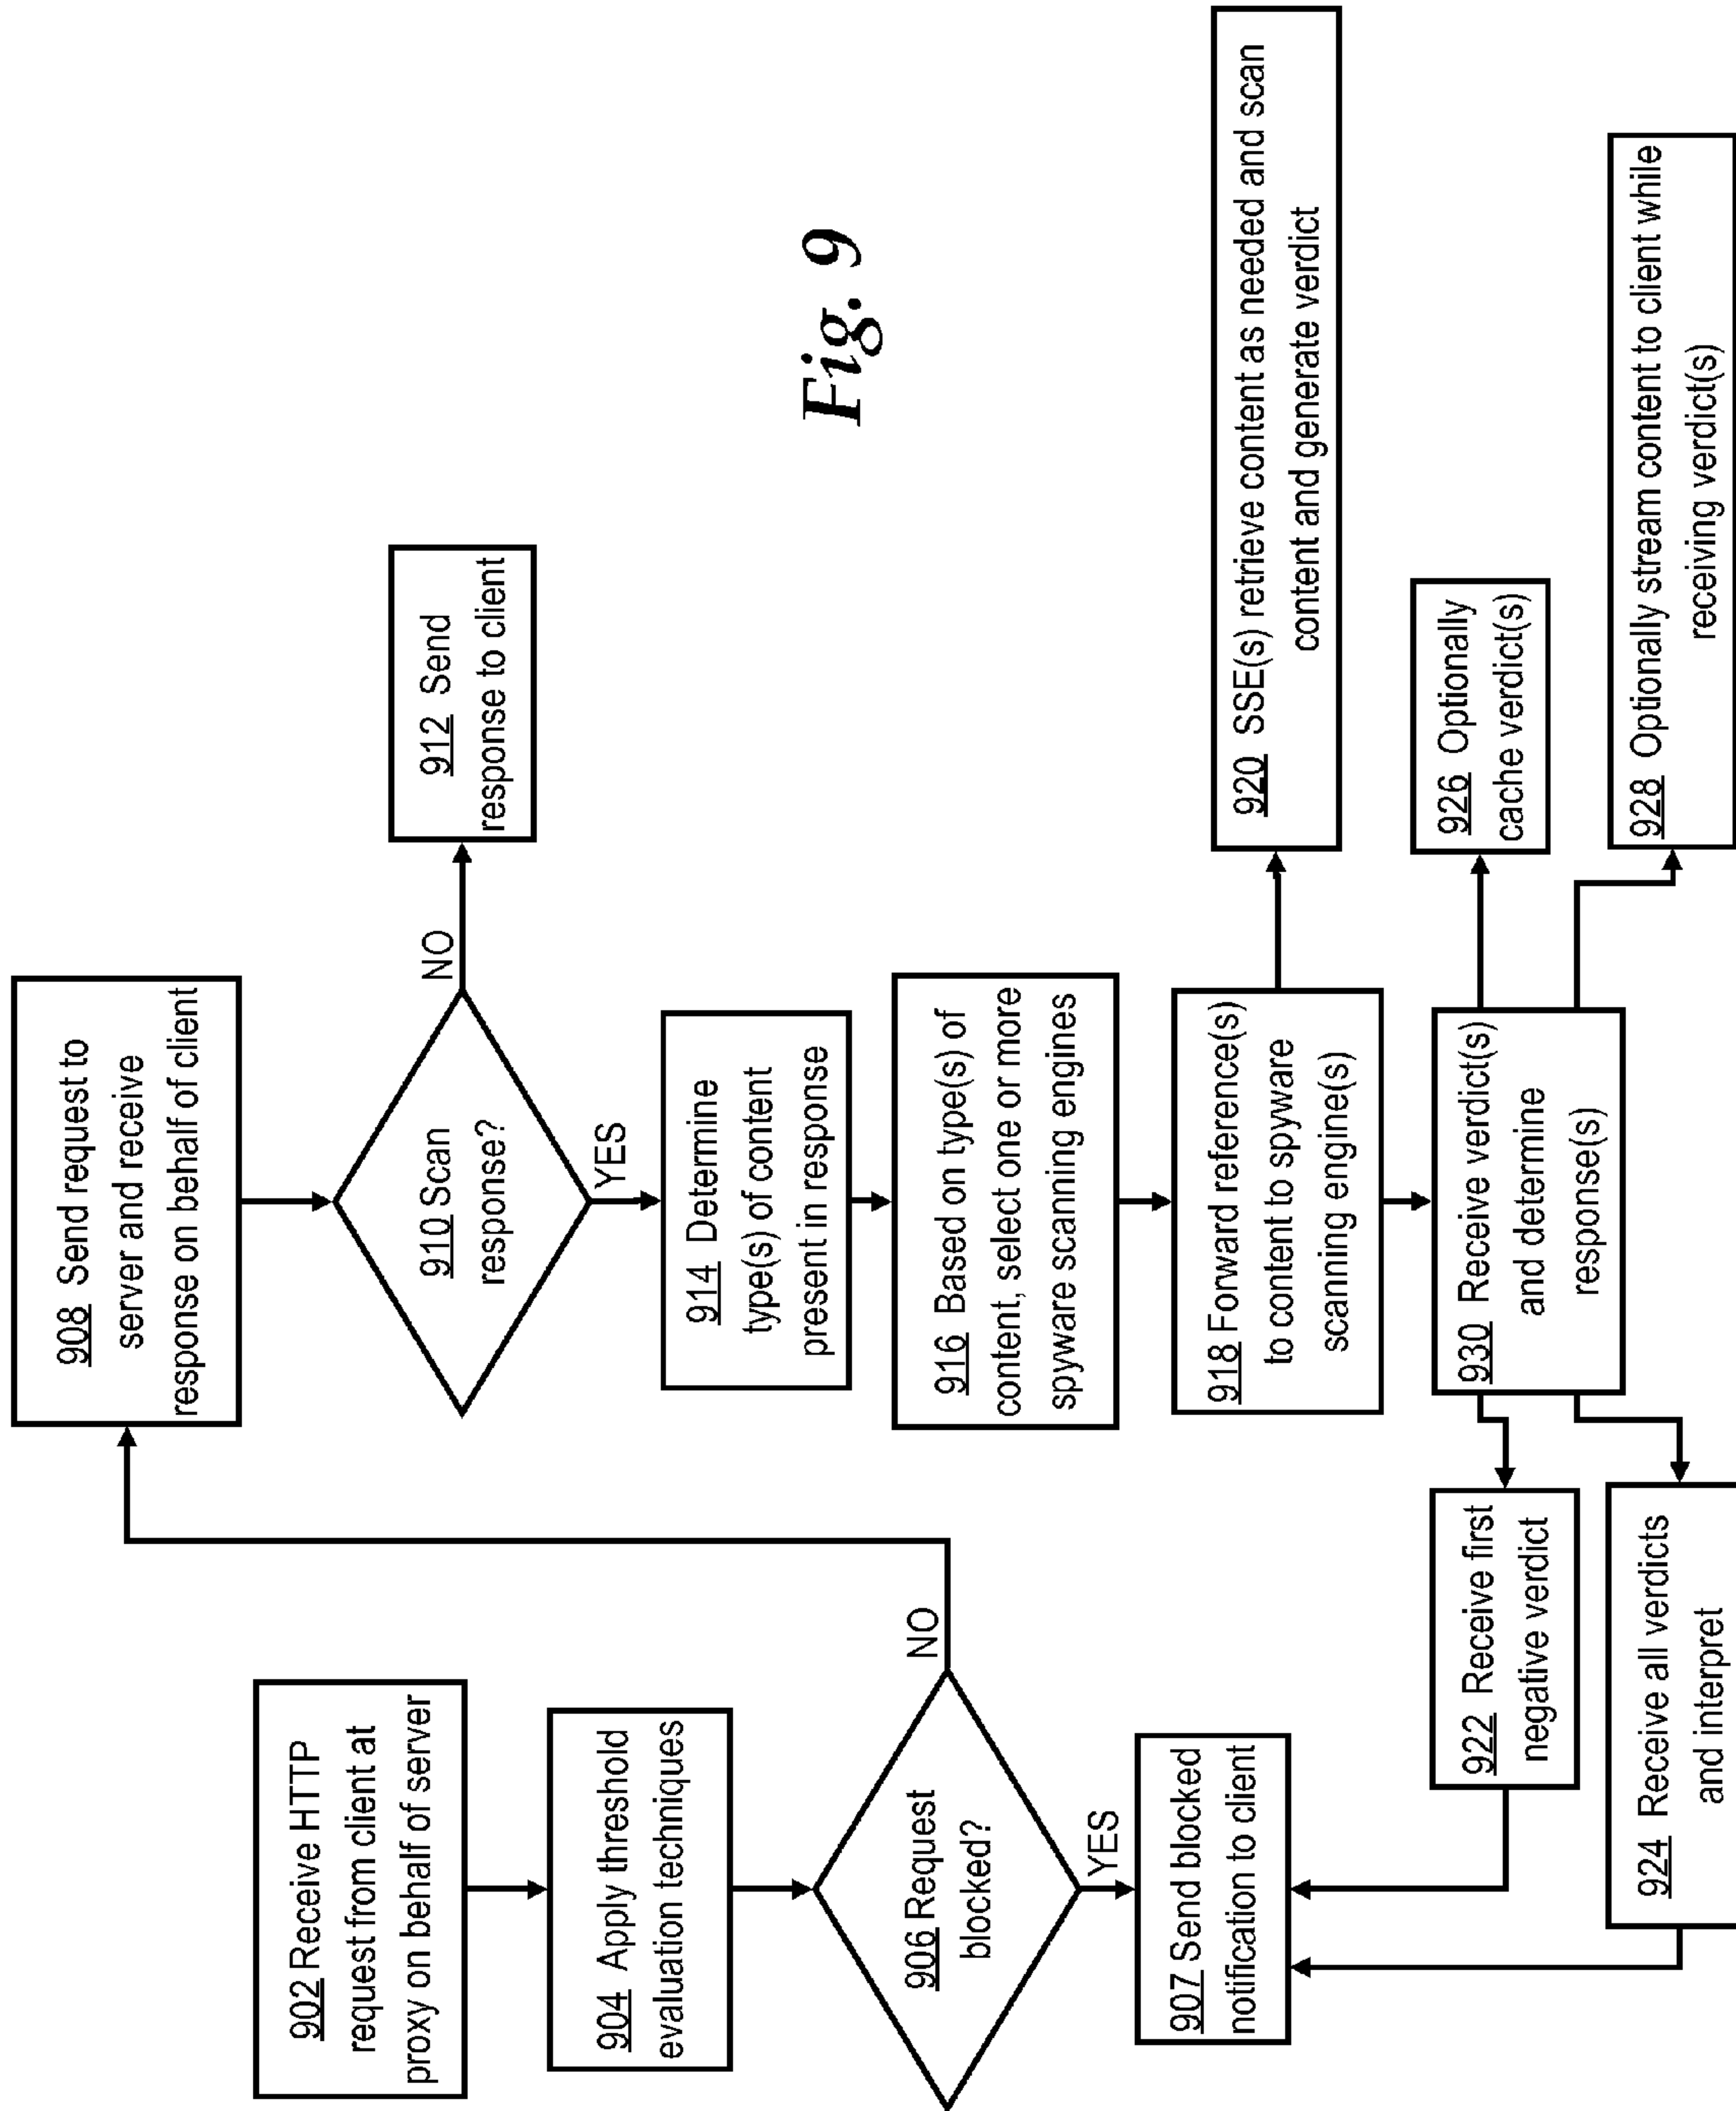 902 Receive HTTP
request from client at
proxy on behalf of server
904 Apply threshold
evaluation techniques
906 Request
blocked?
NO
YES
907 Send blocked
notification to client
908 Send request to
server and receive
response on behalf of client
910 Scan
response?
NO
YES
912 Send
response to client
914 Determine
type(s) of content
present in response
916 Based on type(s) of
content, select one or more
spyware scanning engines
918 Forward reference(s)
to content to spyware
scanning engine(s)
920 SSE(s) retrieve content as needed and scan
content and generate verdict
930 Receive verdict(s)
and determine
response(s)
922 Receive first
negative verdict
924 Receive all verdicts
and interpret
926 Optionally
cache verdict(s)
928 Optionally stream content to client while
receiving verdict(s)
Fig. 9